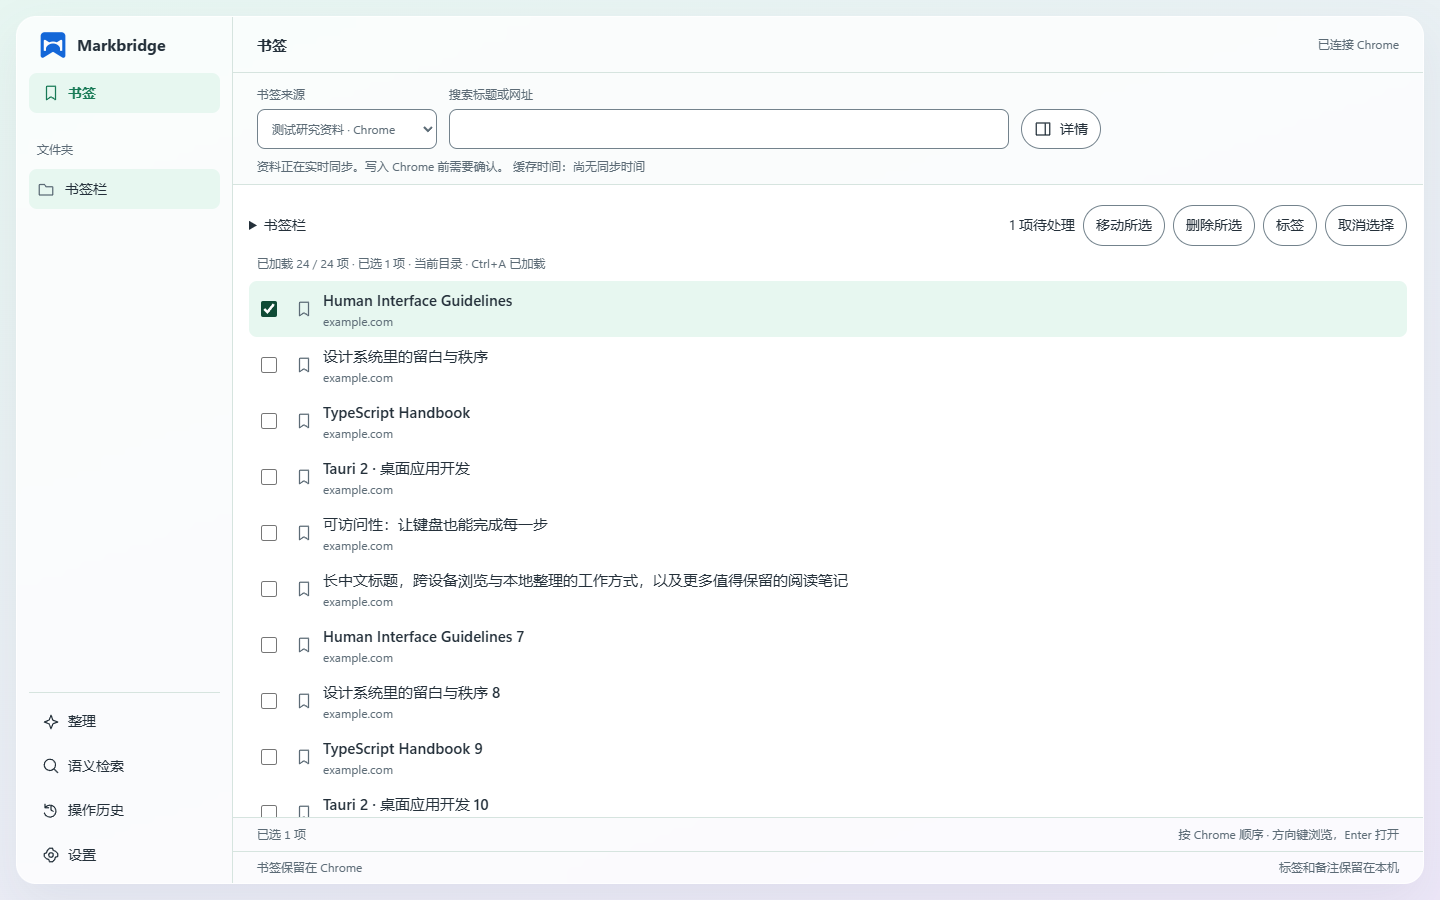 Markbridge
书签
文件夹
书签栏
整理
语义检索
操作历史
设置
书签
已连接 Chrome
书签来源
搜索标题或网址
测试研究资料 · Chrome
详情
资料正在实时同步。写入 Chrome 前需要确认。 缓存时间：尚无同步时间
书签栏
1 项待处理
移动所选
删除所选
标签
取消选择
已加载 24 / 24 项 · 已选 1 项 · 当前目录 · Ctrl+A 已加载
Human Interface Guidelines
example.com
设计系统里的留白与秩序
example.com
TypeScript Handbook
example.com
Tauri 2 · 桌面应用开发
example.com
可访问性：让键盘也能完成每一步
example.com
长中文标题，跨设备浏览与本地整理的工作方式，以及更多值得保留的阅读笔记
example.com
Human Interface Guidelines 7
example.com
设计系统里的留白与秩序 8
example.com
TypeScript Handbook 9
example.com
Tauri 2 · 桌面应用开发 10
已选 1 项
按 Chrome 顺序 · 方向键浏览，Enter 打开
书签保留在 Chrome
标签和备注保留在本机